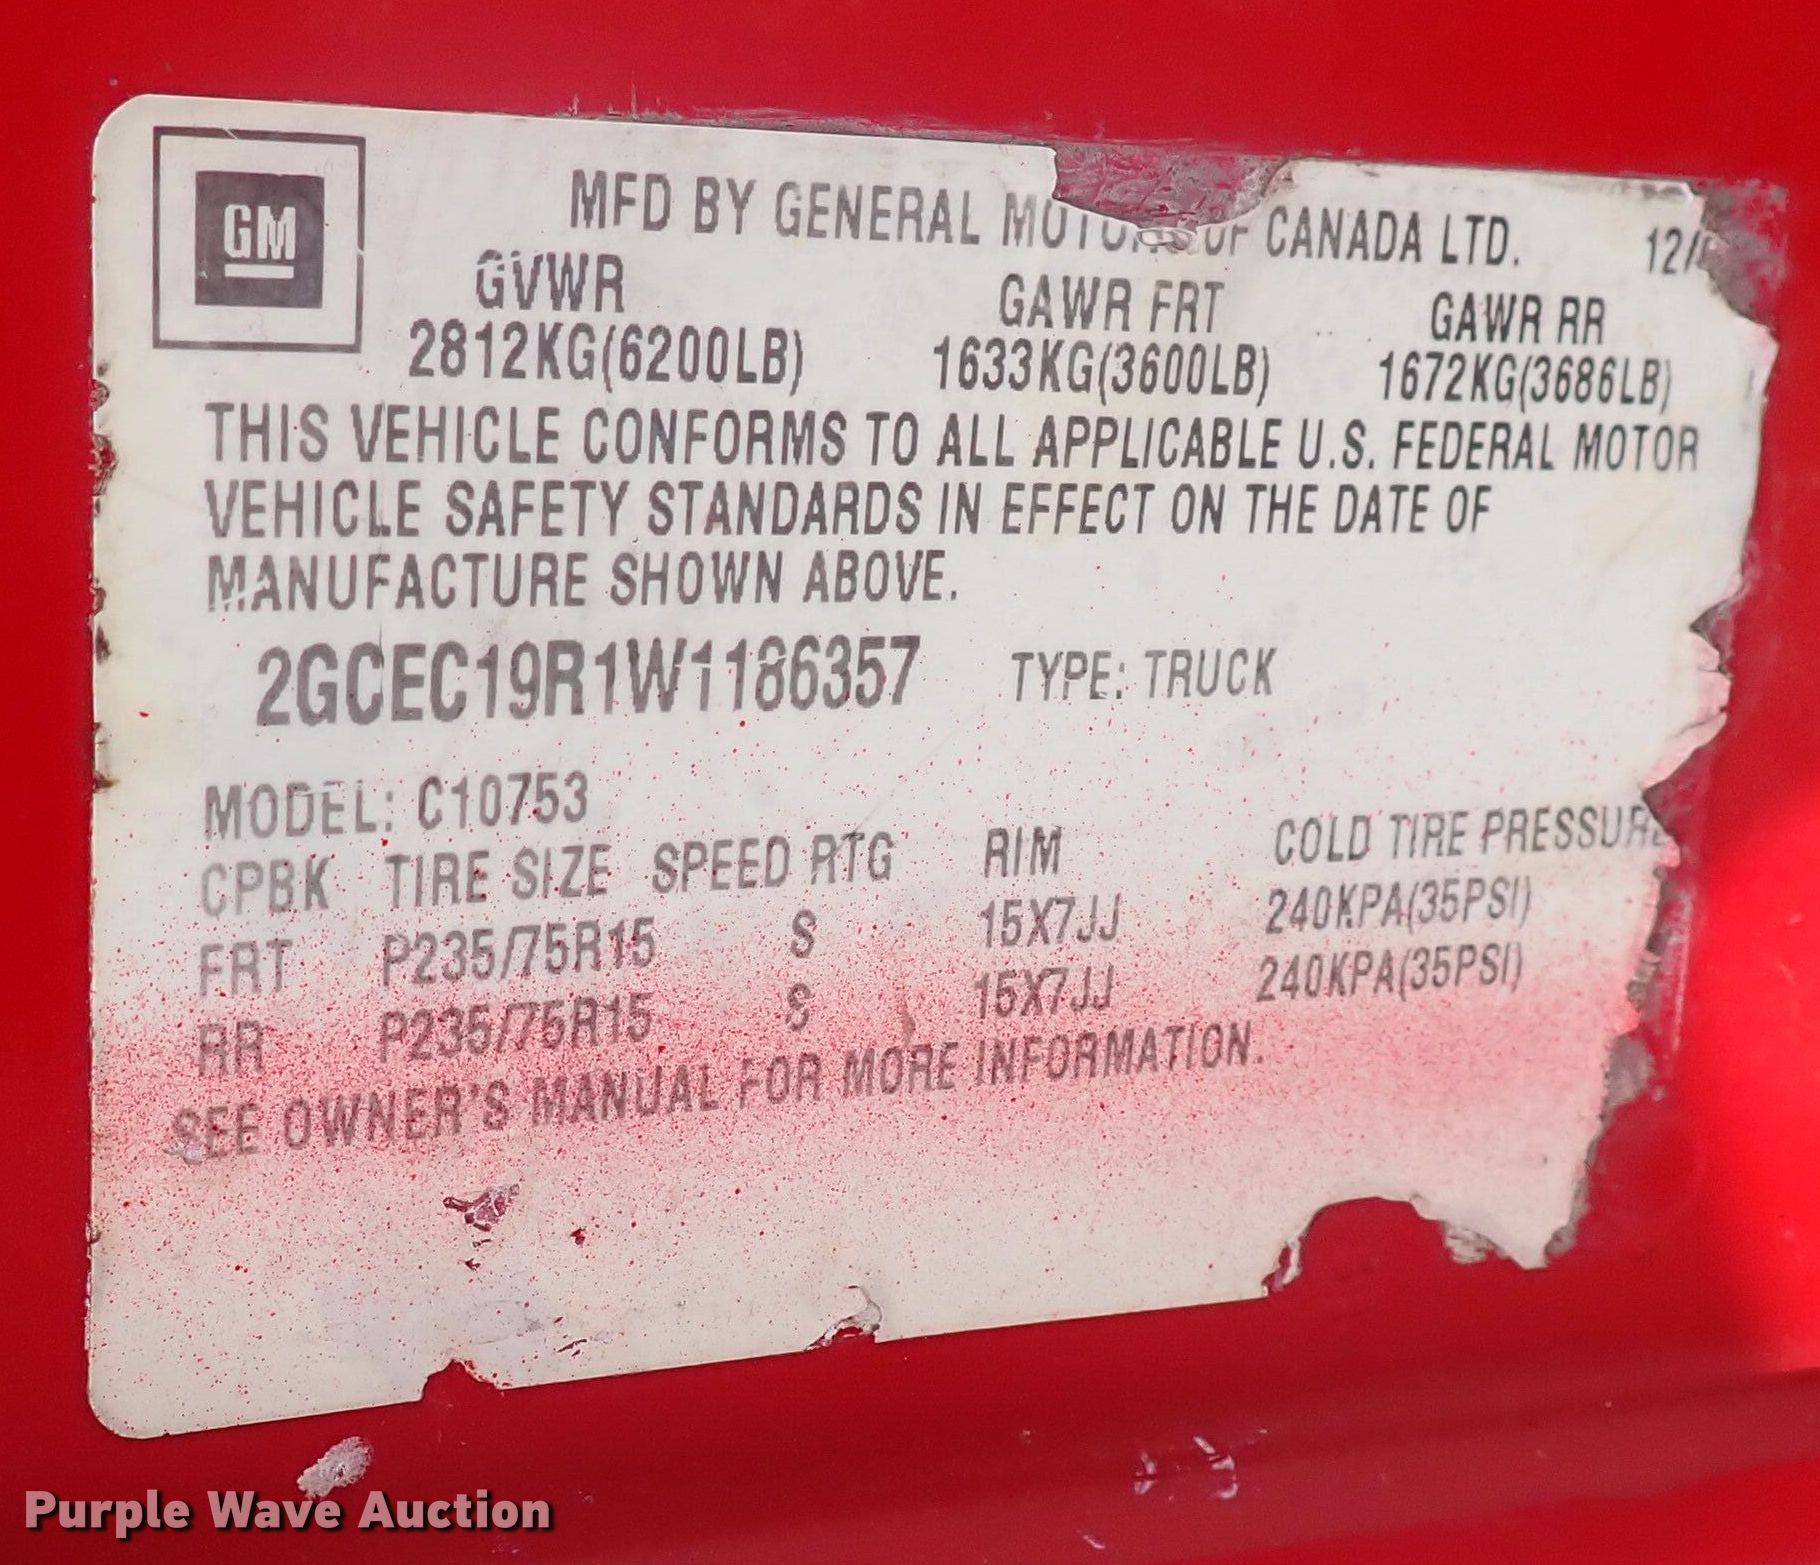 GM
MFD BY GENERAL MOTORS OF CANADA LTD. 12/
GVWR GAWR FRT GAWR RR
2812KG(6200LB) 1633KG(3600LB) 1672KG(3686LB)
THIS VEHICLE CONFORMS TO ALL APPLICABLE U.S. FEDERAL MOTOR
VEHICLE SAFETY STANDARDS IN EFFECT ON THE DATE OF
MANUFACTURE SHOWN ABOVE.
2GCEC19R1W1186357 TYPE: TRUCK
MODEL: C10753
CPBK TIRE SIZE SPEED RTG RIM COLD TIRE PRESSURE
FRT P235/75R15 S 15X7JJ 240KPA(35PSI)
RR P235/75R15 S 15X7JJ 240KPA(35PSI)
SEE OWNER'S MANUAL FOR MORE INFORMATION.
Purple Wave Auction